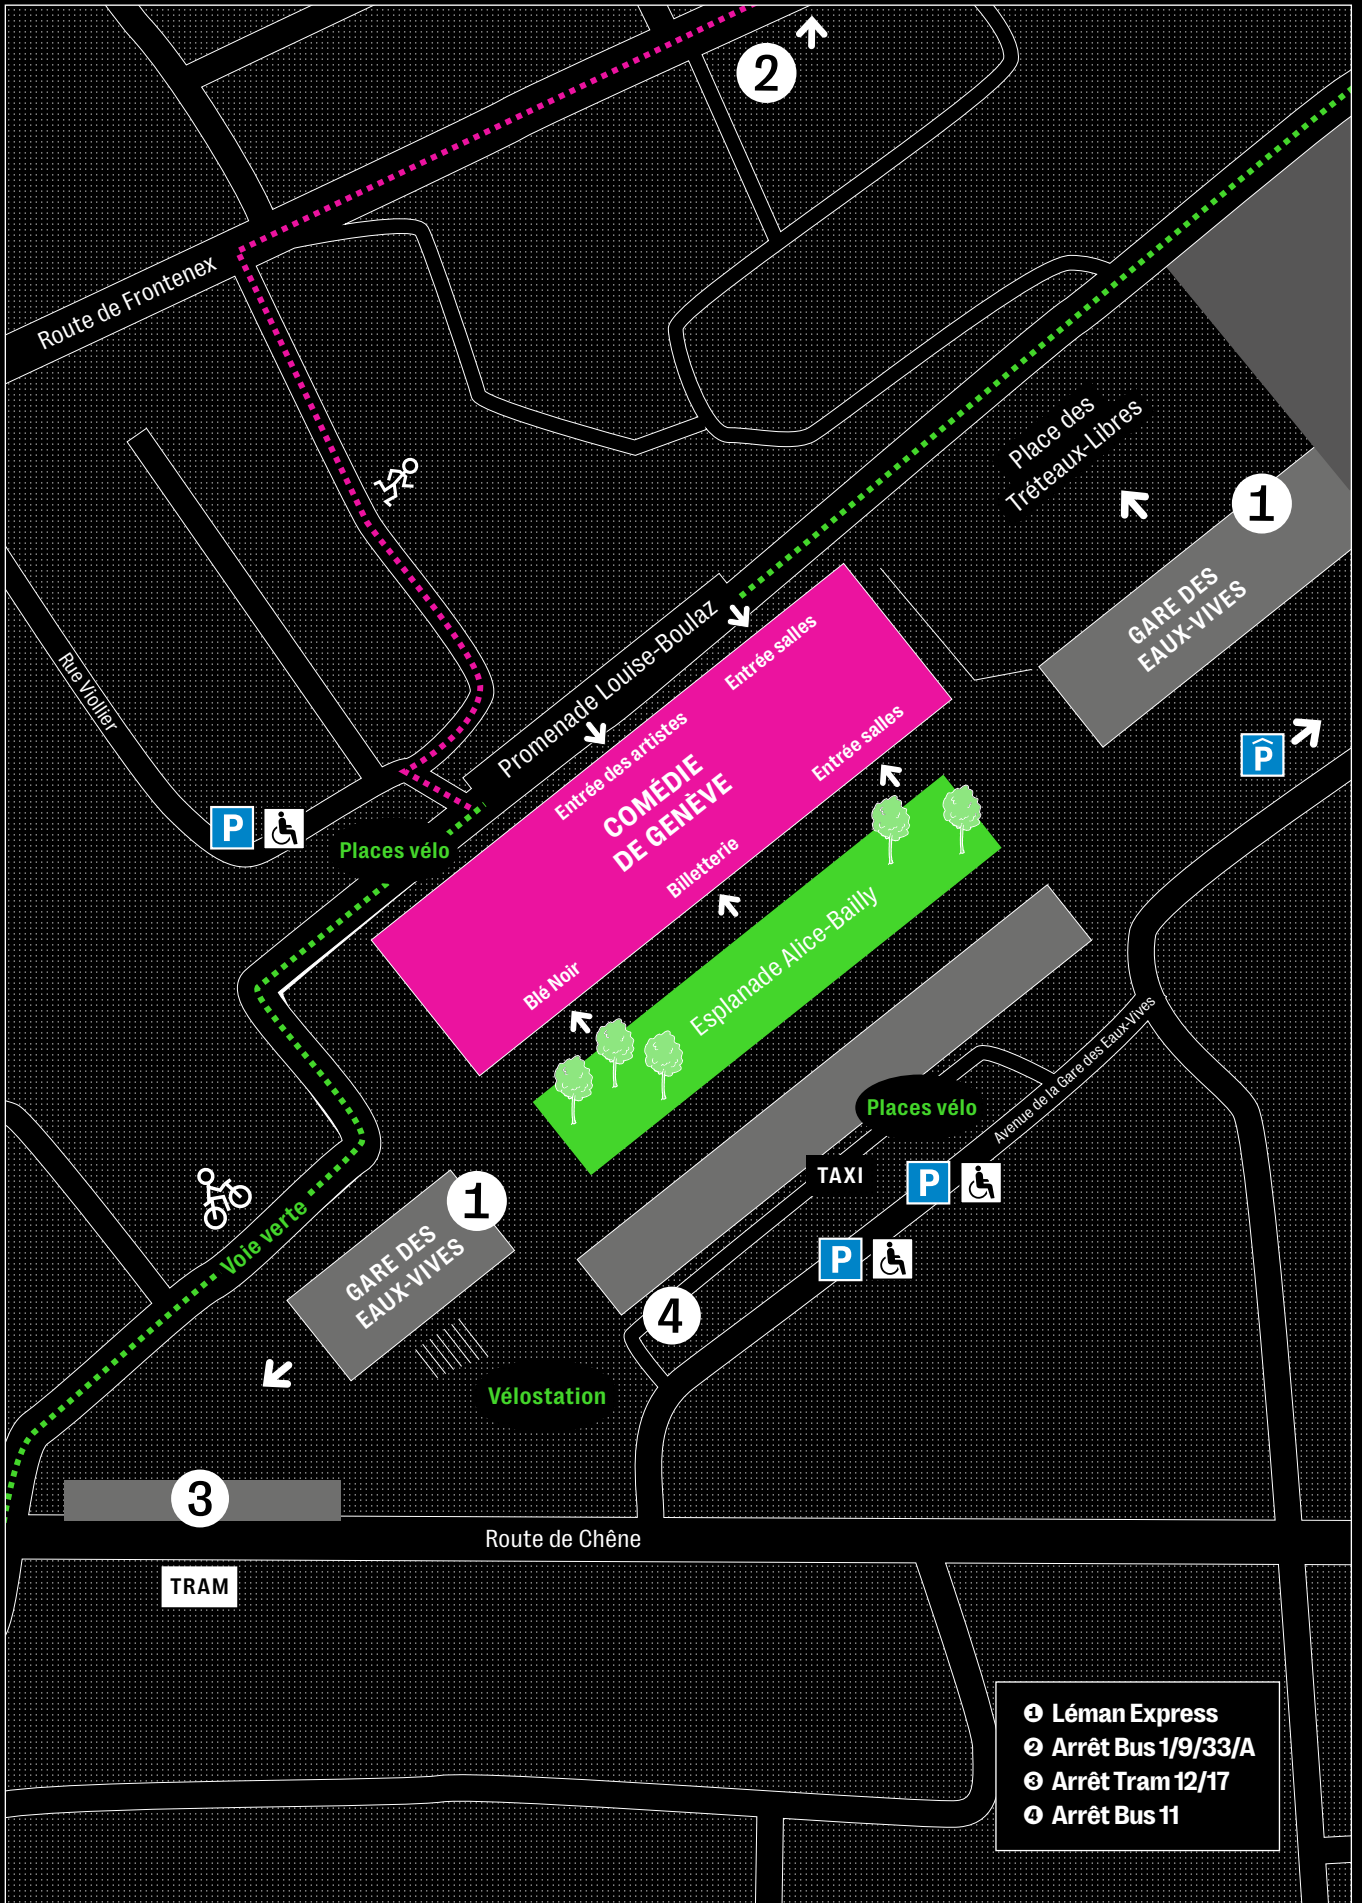 2
Route de Frontenex
Place des
Tréteaux-Libres
1
GARE DES
EAUX-VIVES
Rue Viollier
Promenade Louise-Boulaz
Entrée salles
Entrée des artistes
COMÉDIE
DE GENÈVE
Entrée salles
P
P
Places vélo
Billetterie
Esplanade Alice-Bailly
Blé Noir
Avenue de la Gare des Eaux-Vives
Places vélo
TAXI
P
1
Voie verte
GARE DES
EAUX-VIVES
P
4
Vélostation
3
Route de Chêne
TRAM
❶ Léman Express
❷ Arrêt Bus 1/9/33/A
❸ Arrêt Tram 12/17
❹ Arrêt Bus 11